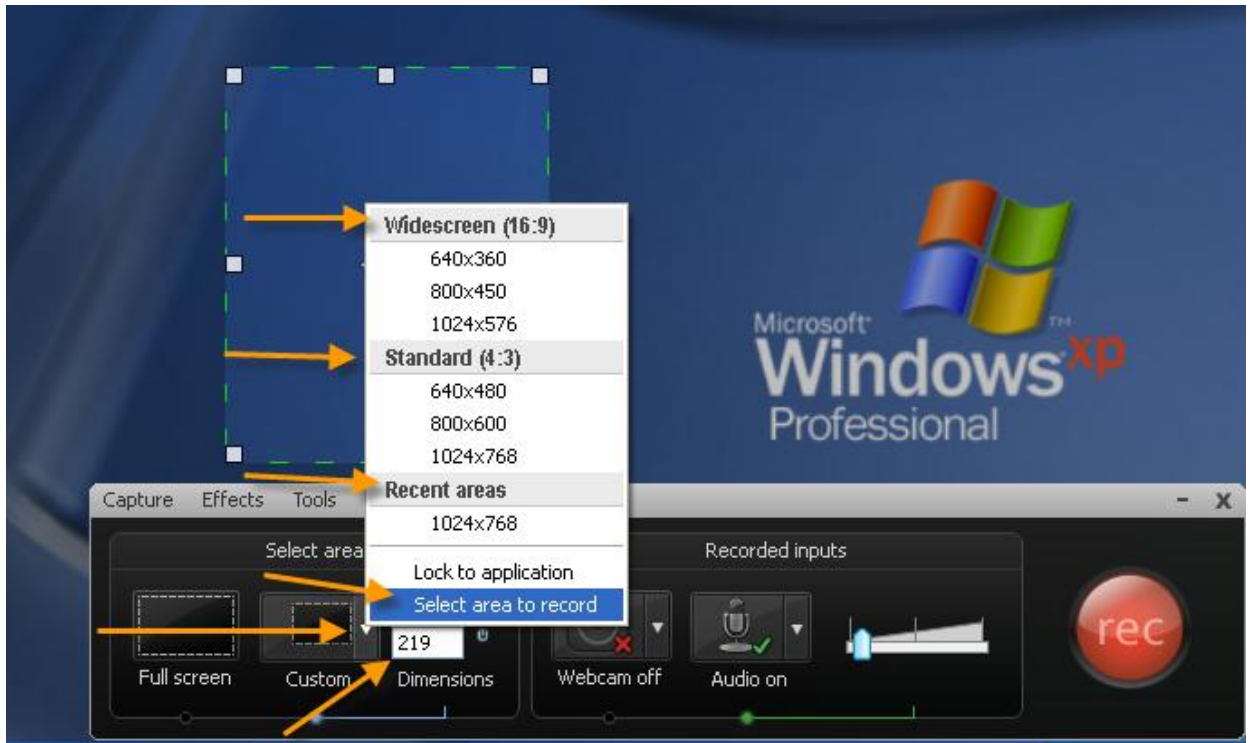 Widescreen (16:9)
640x360
800x450
1024x576
Standard (4:3)
640x480
800x600
1024x768
Recent areas
1024x768
Lock to application
Select area to record
Microsoft
Windows xp
TM
Professional
Capture Effects Tools
- x
Select area
Recorded inputs
219
rec
Full screen Custom Dimensions Webcam off Audio on